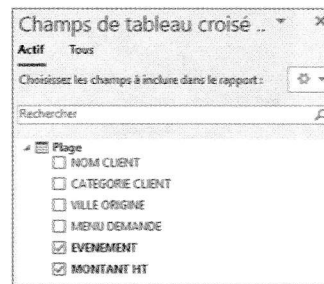 Champs de tableau croisé ..
Actif Tous
Choisissez les champs à inclure dans le rapport :
Rechercher
Plage
NOM CLIENT
CATEGORIE CLIENT
VILLE ORIGINE
MENU DEMANDE
EVENEMENT
MONTANT HT